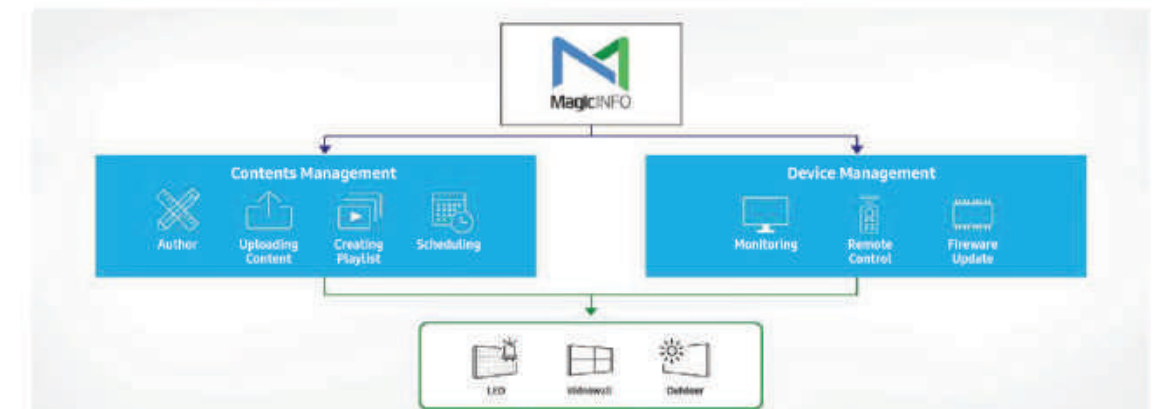 MagicINFO
Contents Management
Author
Uploading
Content
Creating
Playlist
Scheduling
Device Management
Monitoring
Remote
Control
Fireware
Update
LED
Videowall
Outdoor